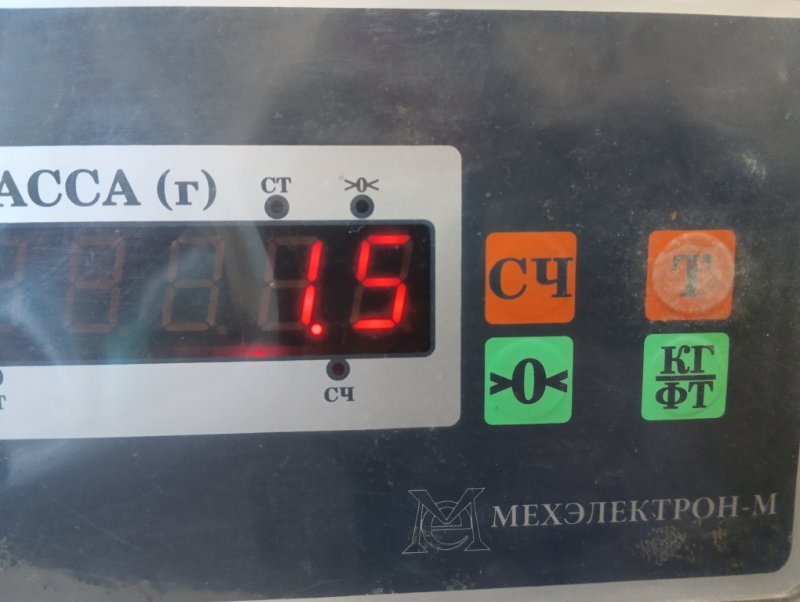 АССА (г)
СТ >0<
1.5
СЧ Т
>0< КГ
ФТ
СЧ
МЕХЭЛЕКТРОН-М